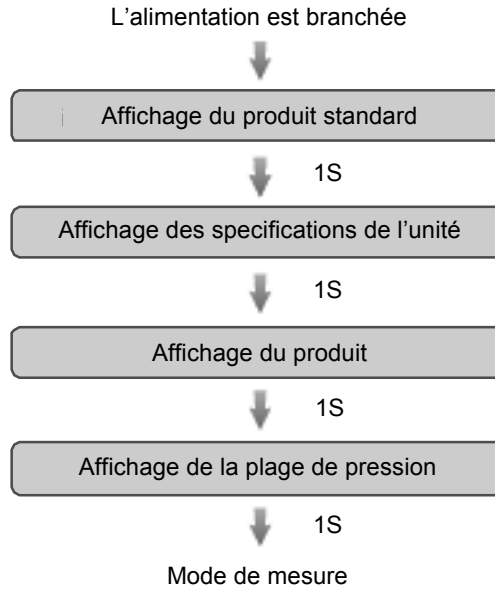 L'alimentation est branchée
Affichage du produit standard
1S
Affichage des specifications de l'unité
1S
Affichage du produit
1S
Affichage de la plage de pression
1S
Mode de mesure